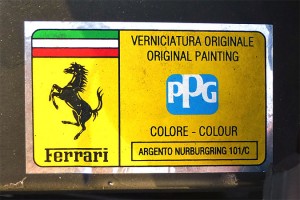 VERNICIATURA ORIGINALE
ORIGINAL PAINTING
PPG
COLORE - COLOUR
ARGENTO NURBURGRING 101/C
Ferrari